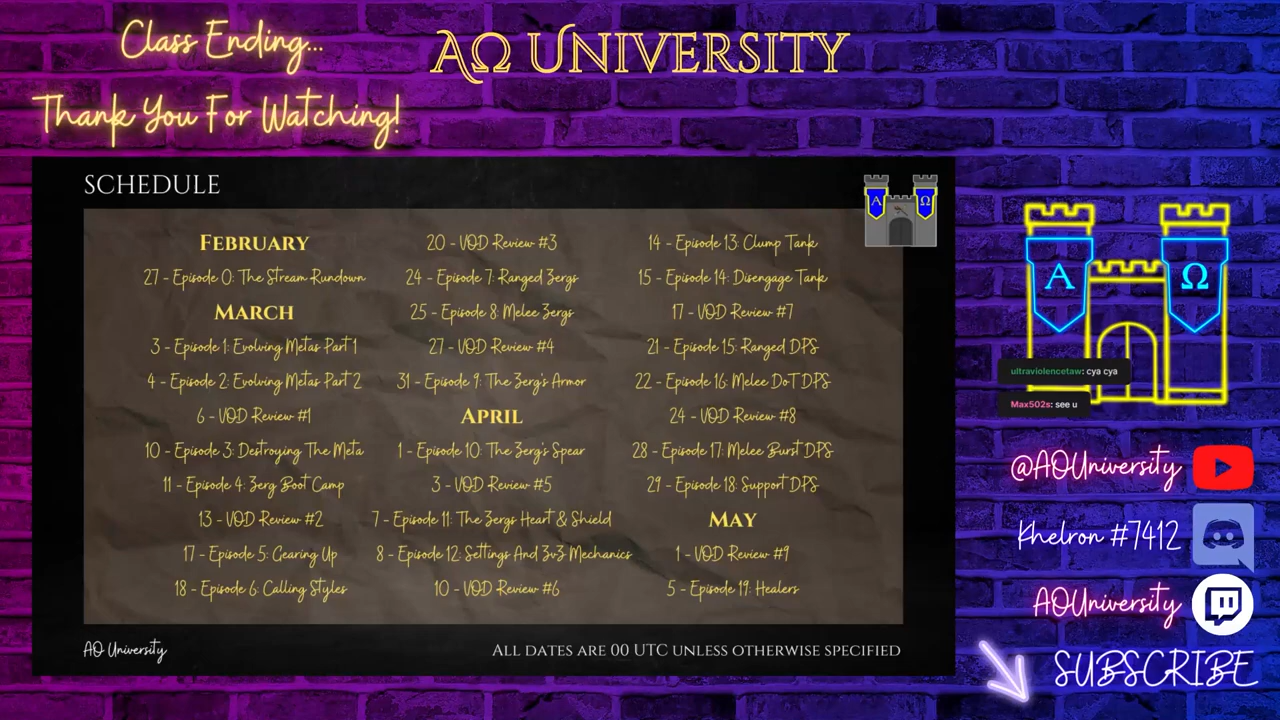 Class Ending...
Thank You For Watching!
AΩ University
SCHEDULE
A
Ω
February
27 - Episode 0: The Stream Rundown
March
3 - Episode 1: Evolving Metas Part 1
4 - Episode 2: Evolving Metas Part 2
6 - VOD Review #1
10 - Episode 3: Destroying The Meta
11 - Episode 4: Zerg Boot Camp
13 - VOD Review #2
17 - Episode 5: Gearing Up
18 - Episode 6: Calling Styles
20 - VOD Review #3
24 - Episode 7: Ranged Zergs
25 - Episode 8: Melee Zergs
27 - VOD Review #4
31 - Episode 9: The Zerg's Armor
April
1 - Episode 10: The Zerg's Spear
3 - VOD Review #5
7 - Episode 11: The Zergs Heart & Shield
8 - Episode 12: Settings And ZvZ Mechanics
10 - VOD Review #6
14 - Episode 13: Clump Tank
15 - Episode 14: Disengage Tank
17 - VOD Review #7
21 - Episode 15: Ranged DPS
22 - Episode 16: Melee DoT DPS
24 - VOD Review #8
28 - Episode 17: Melee Burst DPS
29 - Episode 18: Support DPS
May
1 - VOD Review #9
5 - Episode 19: Healers
AO University
All dates are 00 UTC unless otherwise specified
A
Ω
ultraviolencetaw: cya cya
Max502s: see u
@AOUniversity
Khelron #7412
AOUniversity
SUBSCRIBE